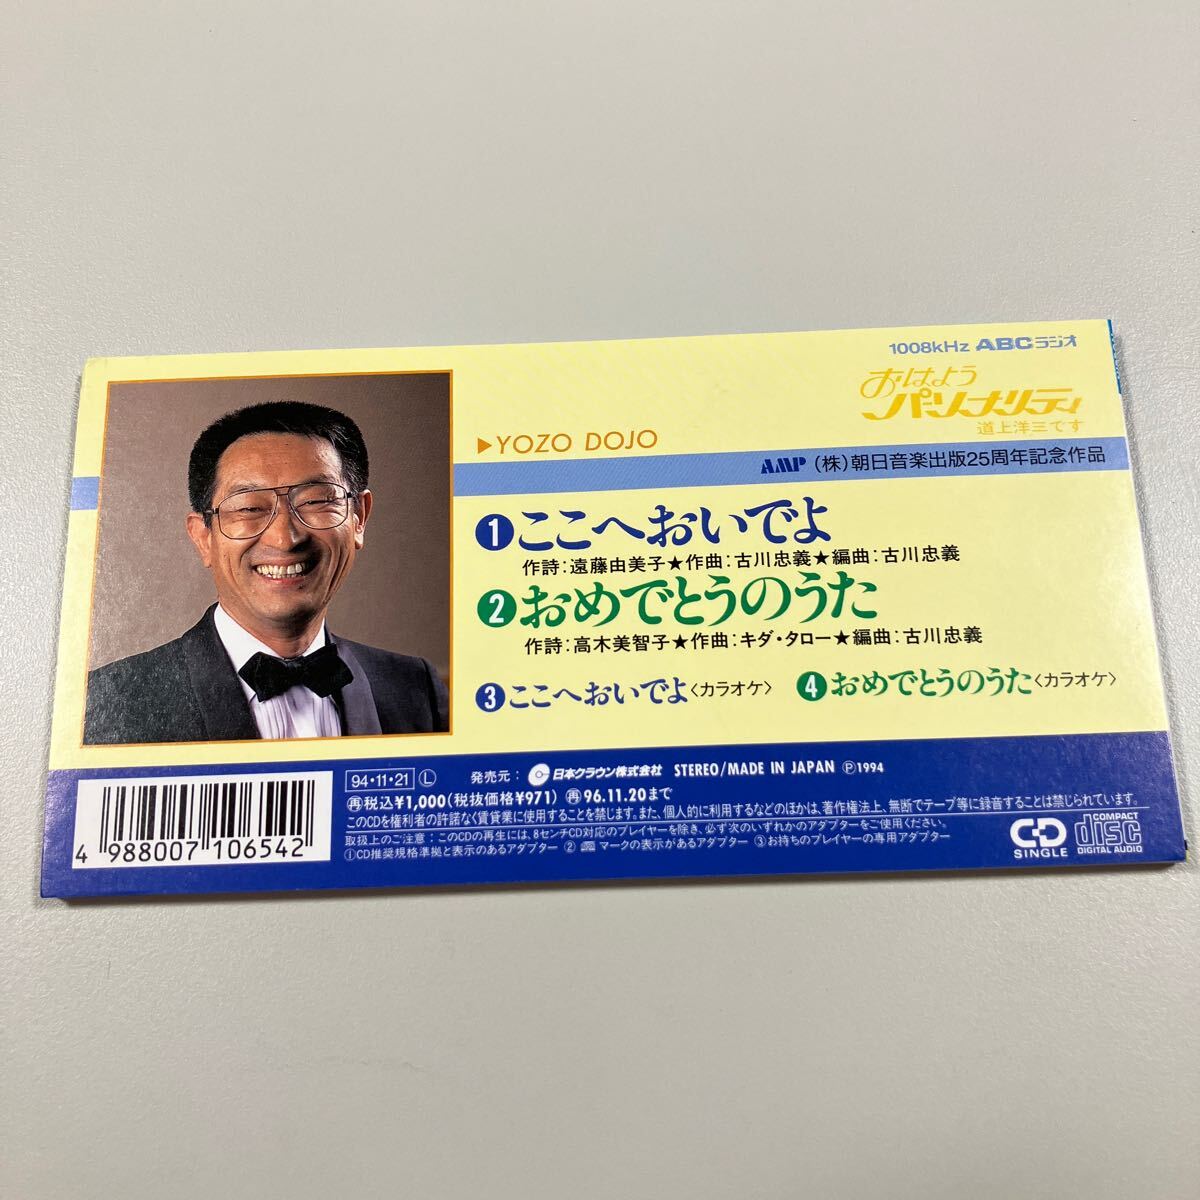 1008kHz ABCラジオ
おはよう
パーソナリティ
道上洋三です
▶YOZO DOJO
AMP (株)朝日音楽出版25周年記念作品
❶ここへおいでよ
作詩:遠藤由美子★作曲:古川忠義★編曲:古川忠義
❷おめでとうのうた
作詩:高木美智子★作曲:キダ・タロー★編曲:古川忠義
❸ここへおいでよ〈カラオケ〉 ❹おめでとうのうた〈カラオケ〉
94・11・21 Ⓛ 発売元: 日本クラウン株式会社 STEREO/MADE IN JAPAN Ⓟ1994
㊢税込¥1,000(税抜価格¥971) ㊢96.11.20まで
このCDを権利者の許諾なく賃貸業に使用することを禁じます。また、個人的に利用するなどのほかは、著作権法上、無断でテープ等に録音することは禁じられています。
取扱上のご注意:このCDの再生には、8センチCD対応のプレイヤーを除き、必ず次のいずれかのアダプターをご使用ください。
①CD推奨規格準拠と表示のあるアダプター ② マークの表示があるアダプター ③お持ちのプレイヤーの専用アダプター
4 988007 106542
CD SINGLE
COMPACT disc DIGITAL AUDIO